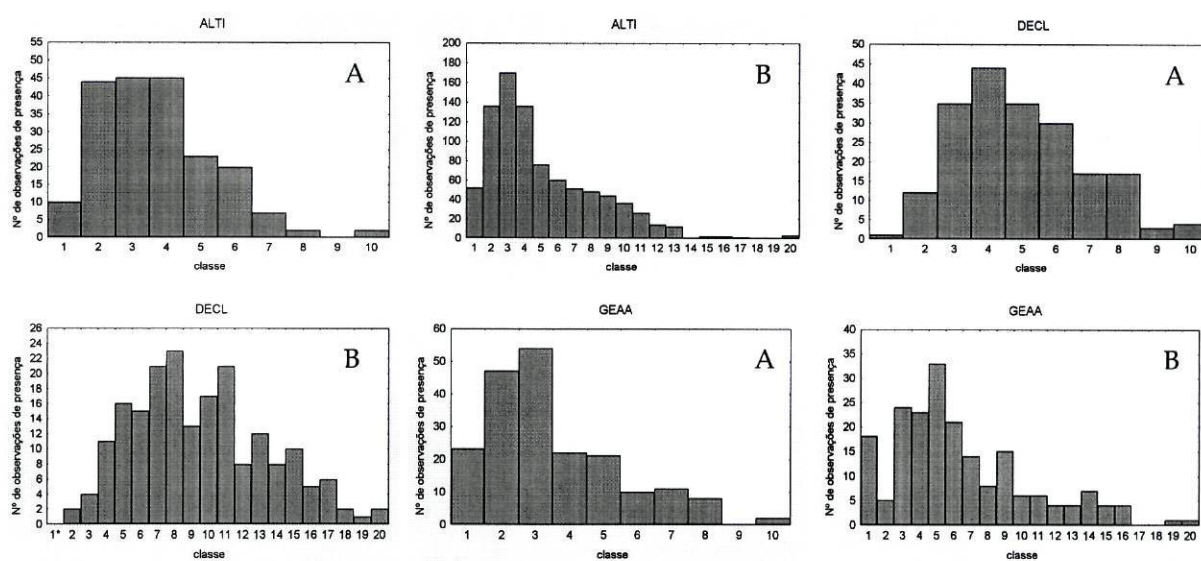 ALTI
A
Nº de observações de presença
55
50
45
40
35
30
25
20
15
10
5
0
1 2 3 4 5 6 7 8 9 10
classe
ALTI
B
Nº de observações de presença
200
180
160
140
120
100
80
60
40
20
0
1 2 3 4 5 6 7 8 9 10 11 12 13 14 15 16 17 18 19 20
classe
DECL
A
Nº de observações de presença
50
45
40
35
30
25
20
15
10
5
0
1 2 3 4 5 6 7 8 9 10
classe
DECL
B
Nº de observações de presença
26
24
22
20
18
16
14
12
10
8
6
4
2
0
1* 2 3 4 5 6 7 8 9 10 11 12 13 14 15 16 17 18 19 20
classe
GEAA
A
Nº de observações de presença
60
50
40
30
20
10
0
1 2 3 4 5 6 7 8 9 10
classe
GEAA
B
Nº de observações de presença
40
35
30
25
20
15
10
5
0
1 2 3 4 5 6 7 8 9 10 11 12 13 14 15 16 17 18 19 20
classe